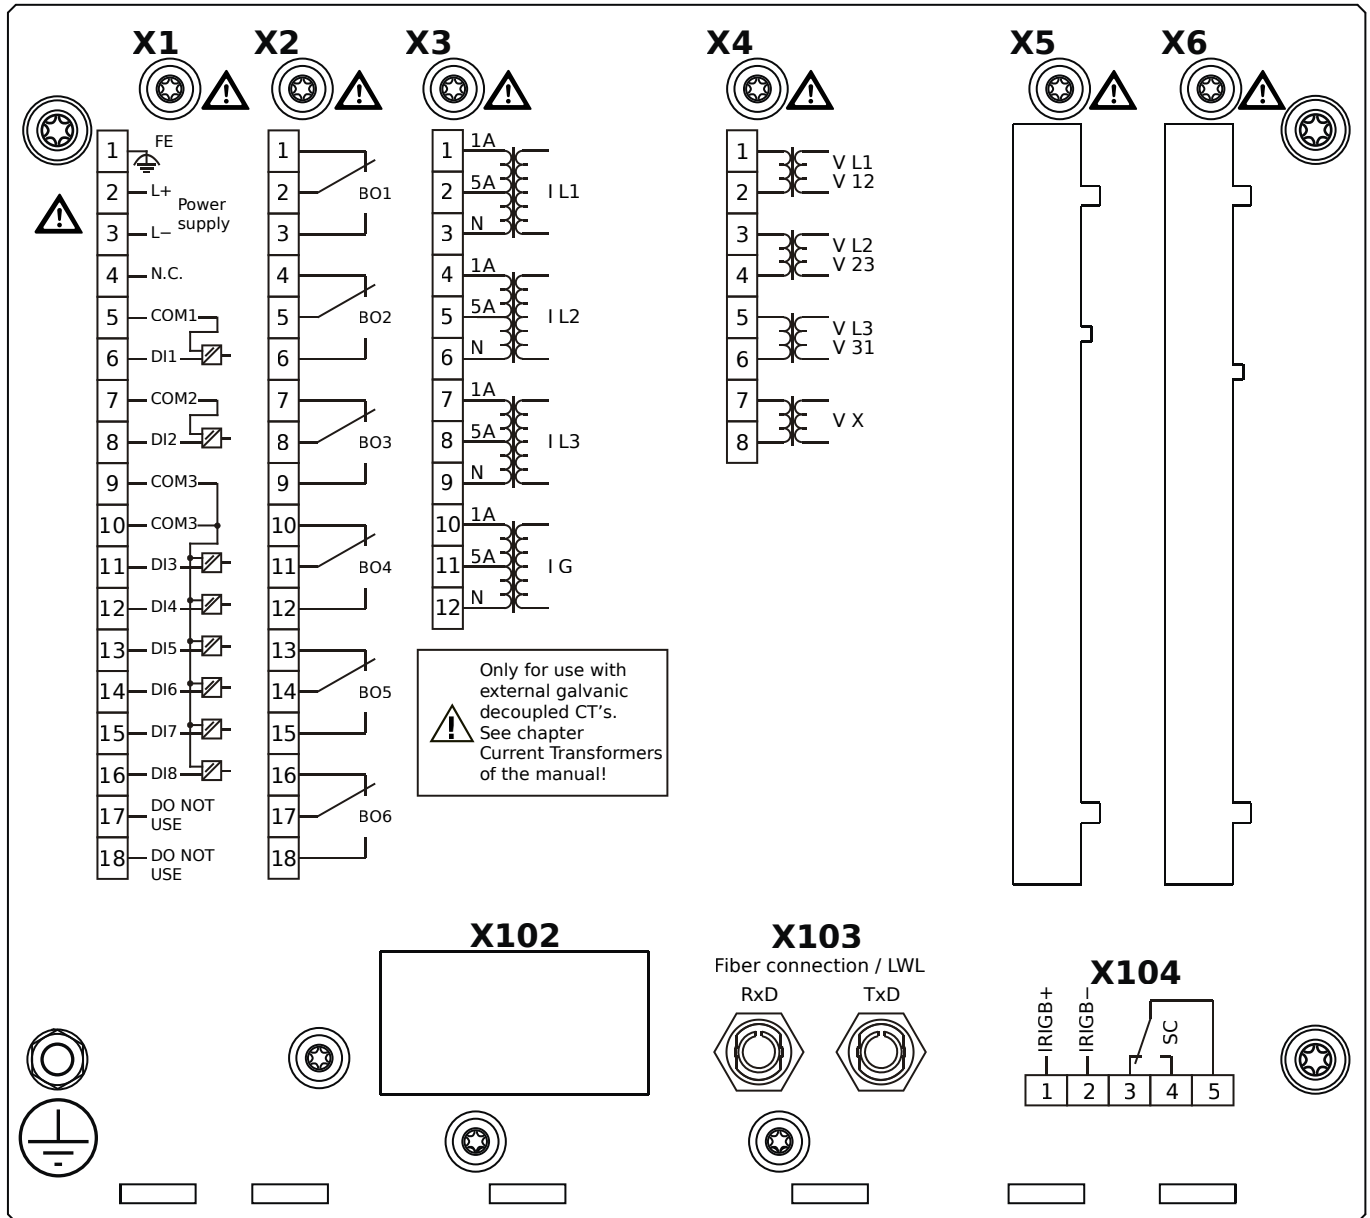 X1
X2
X3
X4
X5
X6
1
FE
2
L+
Power
supply
3
L−
4
N.C.
5
COM1
6
DI1
7
COM2
8
DI2
9
COM3
10
COM3
11
DI3
12
DI4
13
DI5
14
DI6
15
DI7
16
DI8
17
DO NOT
USE
18
DO NOT
USE
1
2
BO1
3
4
5
BO2
6
7
8
BO3
9
10
11
BO4
12
13
14
BO5
15
16
17
BO6
18
1
1A
2
5A
I L1
3
N
4
1A
5
5A
I L2
6
N
7
1A
8
5A
I L3
9
N
10
1A
11
5A
I G
12
N
Only for use with
external galvanic
decoupled CT's.
See chapter
Current Transformers
of the manual!
1
2
V L1
V 12
3
4
V L2
V 23
5
6
V L3
V 31
7
8
V X
X102
X103
Fiber connection / LWL
RxD
TxD
X104
IRIGB+
IRIGB−
SC
1
2
3
4
5